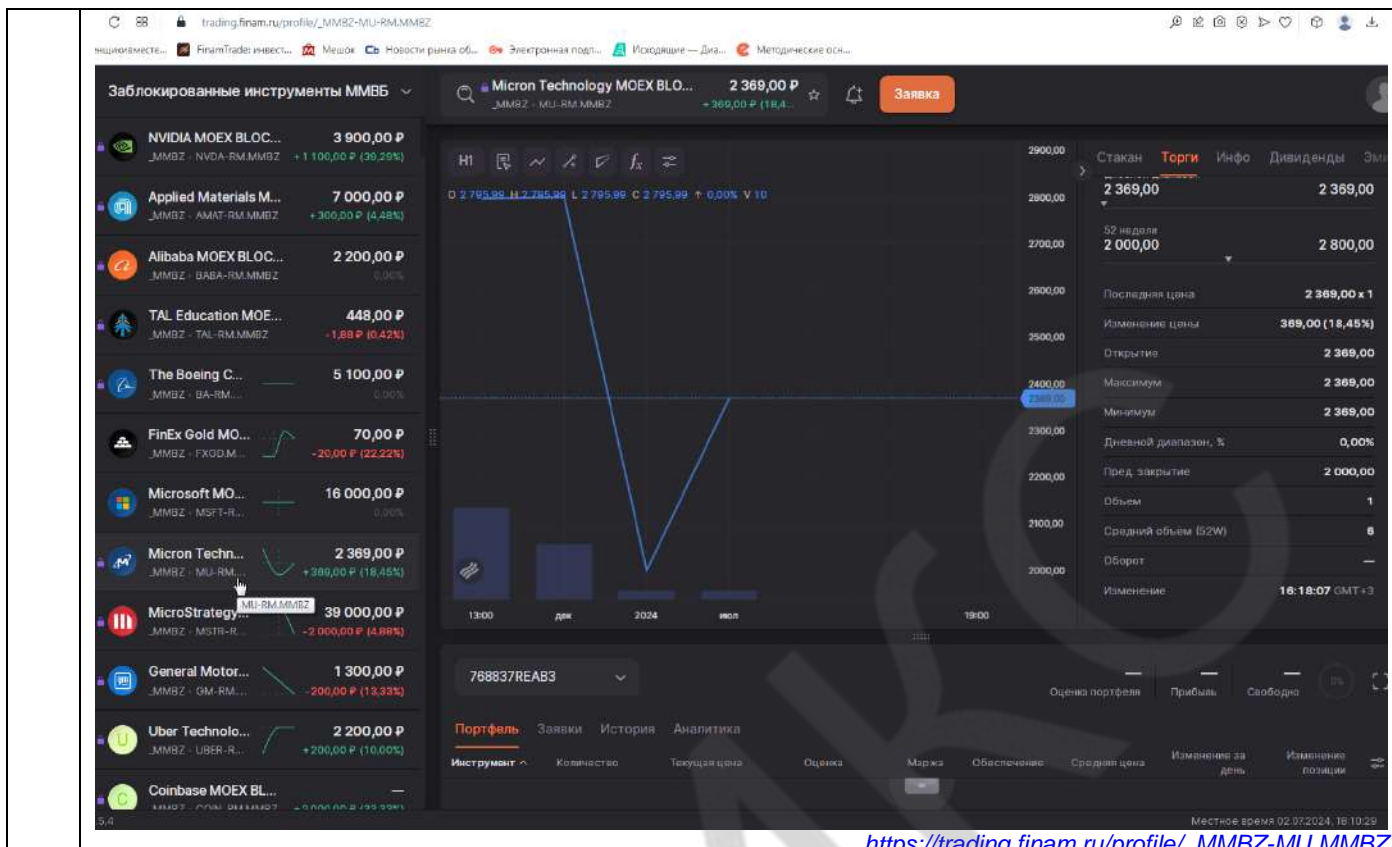 trading.finam.ru/profile/_MMBZ-MU-RM.MMBZ
FinamTrade: инвест... Мешок Новости рынка об... Электронная подп... Исходящие — Диа... Методические осн...
Заблокированные инструменты ММВБ
Micron Technology MOEX BLO... 2 369,00 ₽
_MMBZ · MU-RM.MMBZ +369,00 ₽ (18,4...
Заявка
NVIDIA MOEX BLOC... 3 900,00 ₽
_MMBZ · NVDA-RM.MMBZ +1 100,00 ₽ (39,29%)
Applied Materials M... 7 000,00 ₽
_MMBZ · AMAT-RM.MMBZ +300,00 ₽ (4,48%)
Alibaba MOEX BLOC... 2 200,00 ₽
_MMBZ · BABA-RM.MMBZ 0,00%
TAL Education MOE... 448,00 ₽
_MMBZ · TAL-RM.MMBZ -1,88 ₽ (0,42%)
The Boeing C... 5 100,00 ₽
_MMBZ · BA-RM.... 0,00%
FinEx Gold MO... 70,00 ₽
_MMBZ · FXGD.M... -20,00 ₽ (22,22%)
Microsoft MO... 16 000,00 ₽
_MMBZ · MSFT-R... 0,00%
Micron Techn... 2 369,00 ₽
_MMBZ · MU-RM.... +369,00 ₽ (18,45%)
MU-RM.MMBZ
MicroStrategy... 39 000,00 ₽
_MMBZ · MSTR-R... -2 000,00 ₽ (4,88%)
General Motor... 1 300,00 ₽
_MMBZ · GM-RM.... -200,00 ₽ (13,33%)
Uber Technolo... 2 200,00 ₽
_MMBZ · UBER-R... +200,00 ₽ (10,00%)
Coinbase MOEX BL... —
H1
O 2 795,99 H 2 795,99 L 2 795,99 C 2 795,99 ↑ 0,00% V 10
2900,00
2800,00
2700,00
2600,00
2500,00
2400,00
2369,00
2300,00
2200,00
2100,00
2000,00
13:00 дек 2024 июл 19:00
Стакан Торги Инфо Дивиденды
2 369,00 2 369,00
52 недели
2 000,00 2 800,00
Последняя цена 2 369,00 x 1
Изменение цены 369,00 (18,45%)
Открытие 2 369,00
Максимум 2 369,00
Минимум 2 369,00
Дневной диапазон, % 0,00%
Пред. закрытие 2 000,00
Объем 1
Средний объём (52W) 6
Оборот —
Изменение 16:18:07 GMT+3
768837REAB3
Оценка портфеля Прибыль Свободно 0%
Портфель Заявки История Аналитика
Инструмент Количество Текущая цена Оценка Маржа Обеспечение Средняя цена Изменение за день Изменение позиции
5.4
Местное время 02.07.2024, 18:10:29
МКС
https://trading.finam.ru/profile/_MMBZ-MU.MMBZ